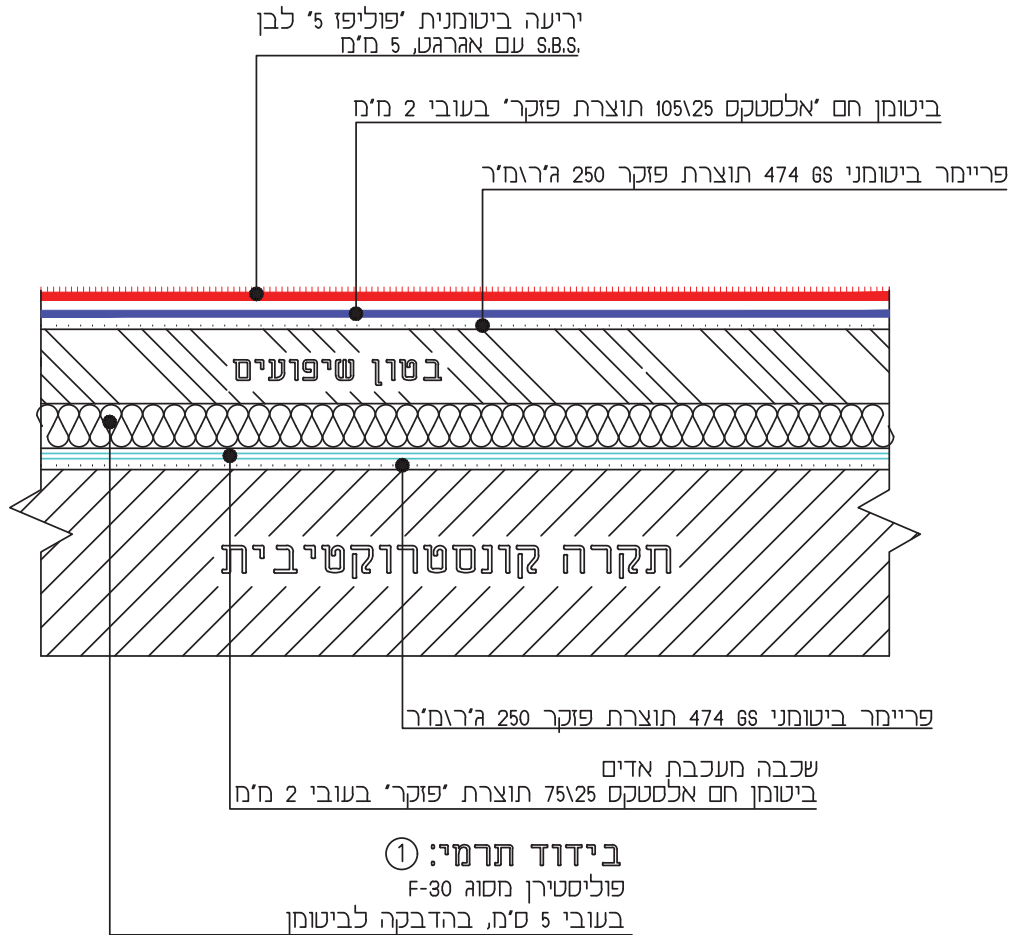 יריעה ביטומנית "פוליפז 5" לבן
S.B.S. עם אגרגט, 5 מ"מ
ביטומן חם "אלסטקס 105\25 תוצרת פזקר" בעובי 2 מ"מ
פריימר ביטומני GS 474 תוצרת פזקר 250 ג'ר\מ"ר
בטון שיפועים
תקרה קונסטרוקטיבית
פריימר ביטומני GS 474 תוצרת פזקר 250 ג'ר\מ"ר
שכבה מעכבת אדים
ביטומן חם אלסטקס 75\25 תוצרת "פזקר" בעובי 2 מ"מ
בידוד תרמי: 1
פוליסטירן מסוג F-30
בעובי 5 ס"מ, בהדבקה לביטומן